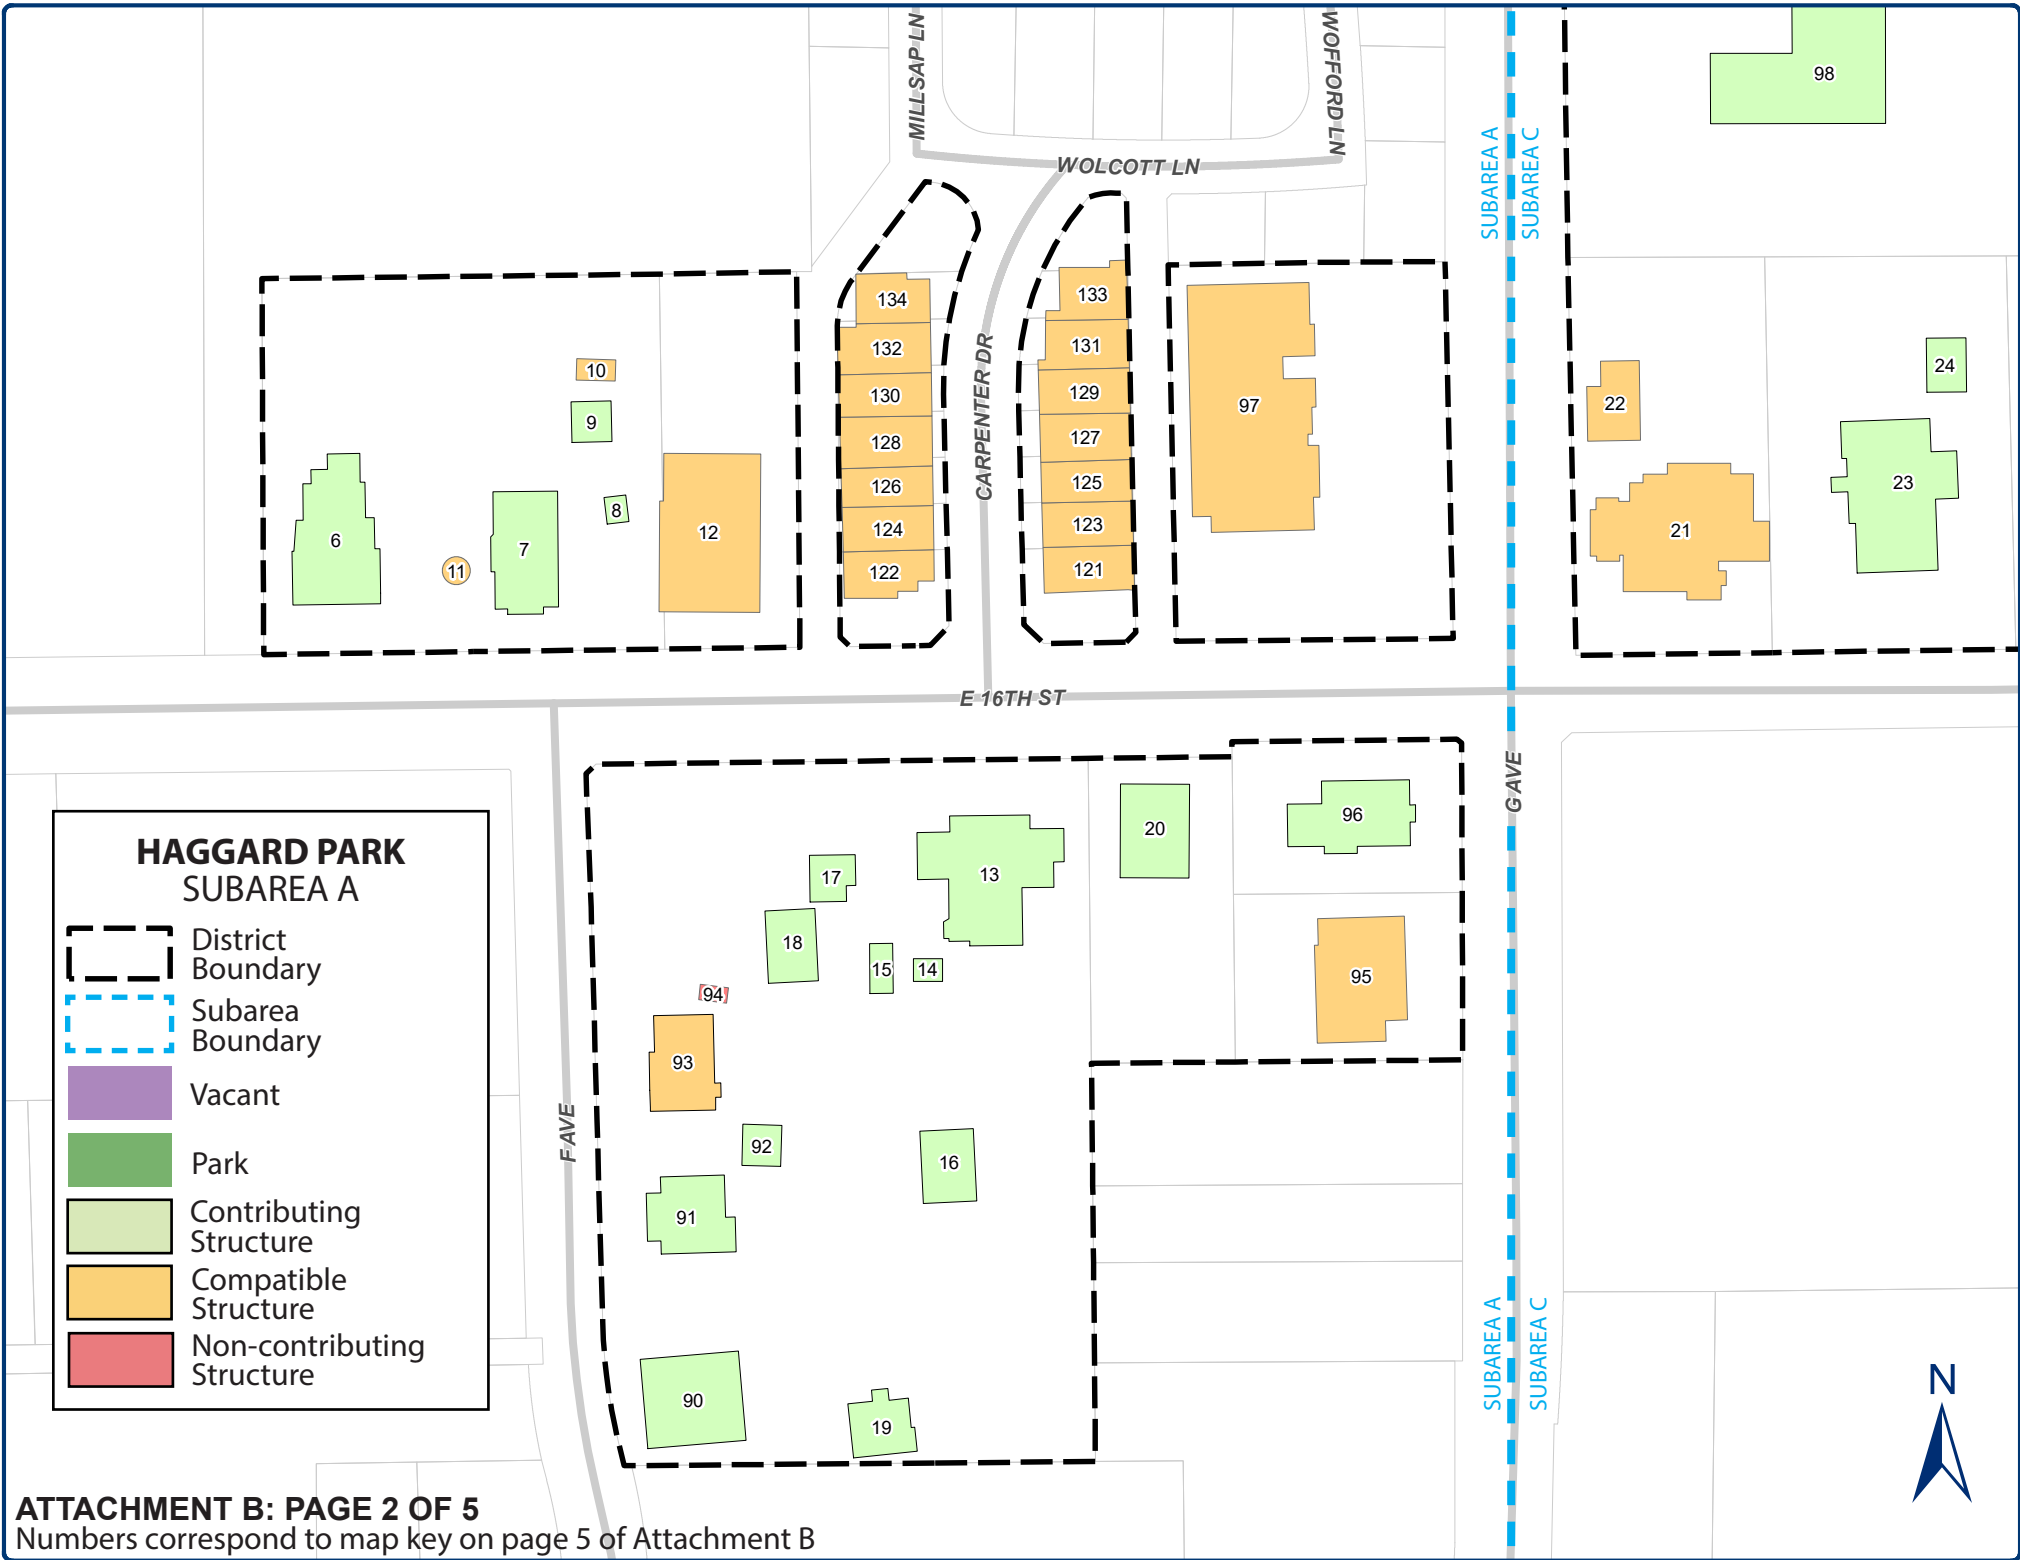 MILLSAP LN
WOFFORD LN
98
WOLCOTT LN
SUBAREA A
SUBAREA C
134
133
132
131
10
130
129
97
22
24
9
128
127
CARPENTER DR
126
125
23
8
6
7
12
124
123
21
11
122
121
E 16TH ST
G AVE
96
20
13
17
18
15
14
95
94
93
F AVE
92
16
91
90
19
HAGGARD PARK
SUBAREA A
District
Boundary
Subarea
Boundary
Vacant
Park
Contributing
Structure
Compatible
Structure
Non-contributing
Structure
SUBAREA A
SUBAREA C
N
ATTACHMENT B: PAGE 2 OF 5
Numbers correspond to map key on page 5 of Attachment B